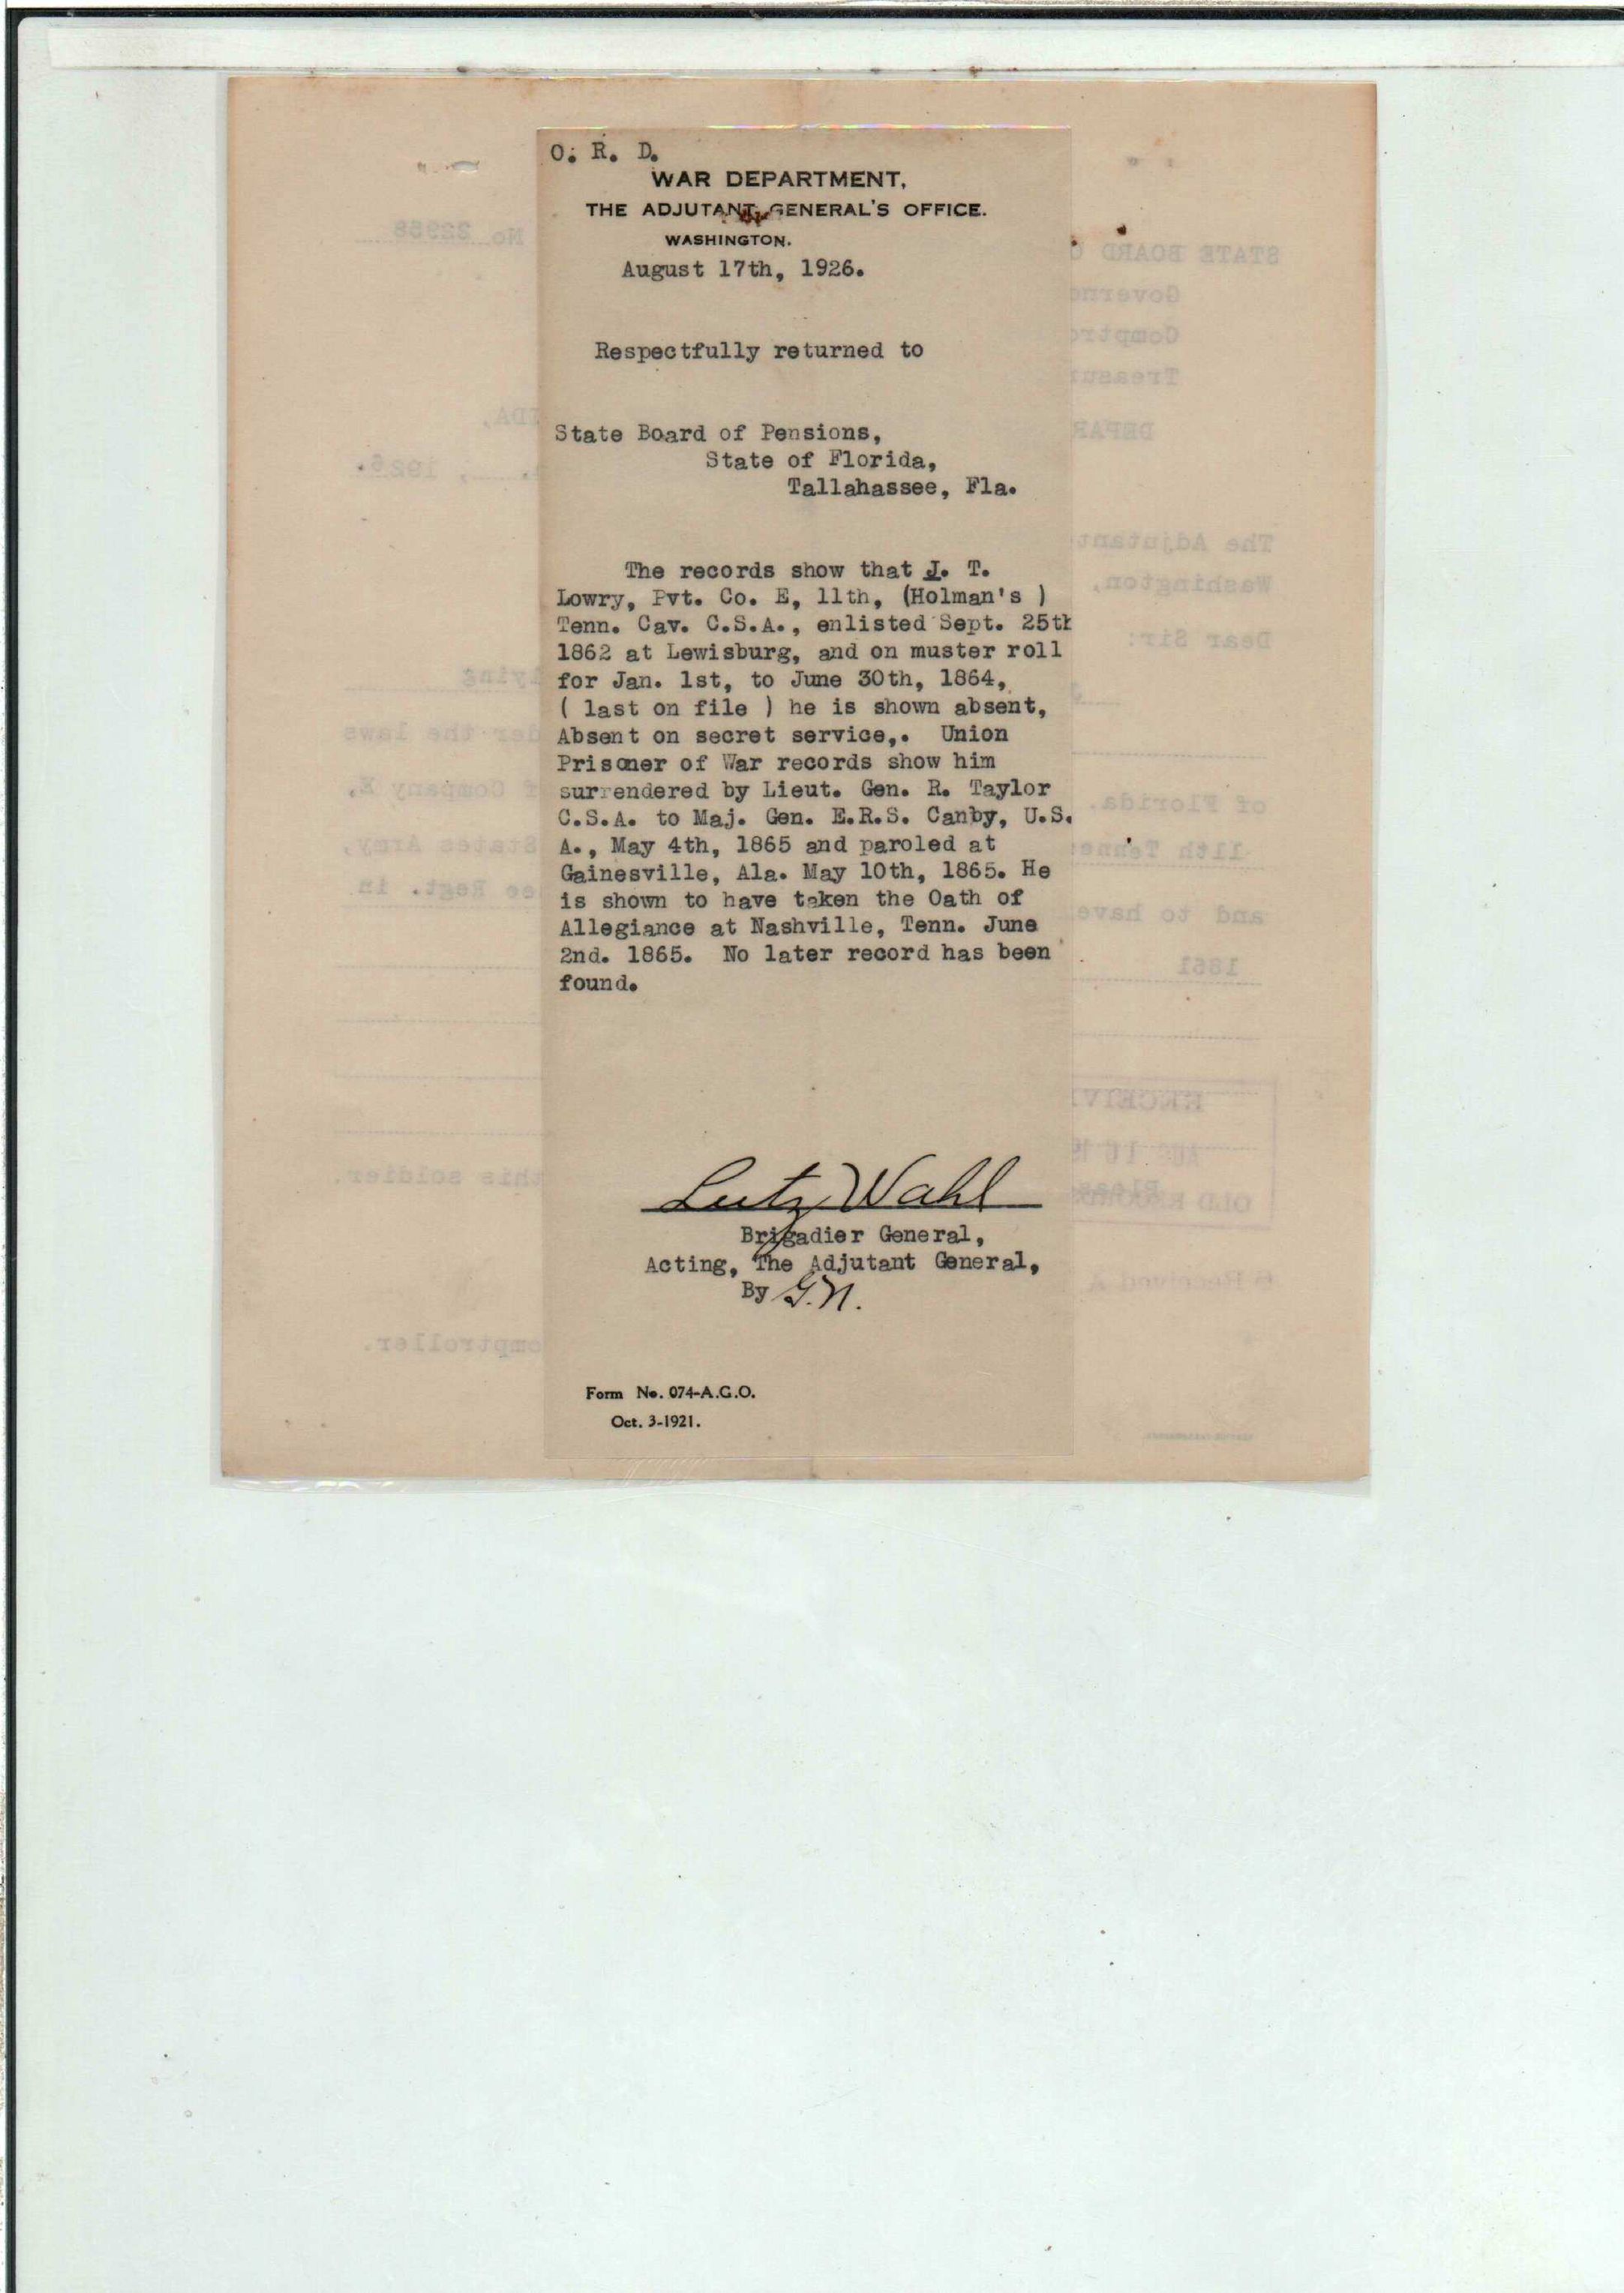 O. R. D.
WAR DEPARTMENT,
THE ADJUTANT GENERAL'S OFFICE.
WASHINGTON.
August 17th, 1926.
Respectfully returned to
State Board of Pensions,
State of Florida,
Tallahassee, Fla.
The records show that J. T.
Lowry, Pvt. Co. E, 11th, (Holman's )
Tenn. Cav. C.S.A., enlisted Sept. 25th
1862 at Lewisburg, and on muster roll
for Jan. 1st, to June 30th, 1864,
( last on file ) he is shown absent,
Absent on secret service,. Union
Prisoner of War records show him
surrendered by Lieut. Gen. R. Taylor
C.S.A. to Maj. Gen. E.R.S. Canby, U.S.
A., May 4th, 1865 and paroled at
Gainesville, Ala. May 10th, 1865. He
is shown to have taken the Oath of
Allegiance at Nashville, Tenn. June
2nd. 1865. No later record has been
found.
Lutz Wahl
Brigadier General,
Acting, The Adjutant General,
By G.N.
Form No. 074-A.G.O.
Oct. 3-1921.